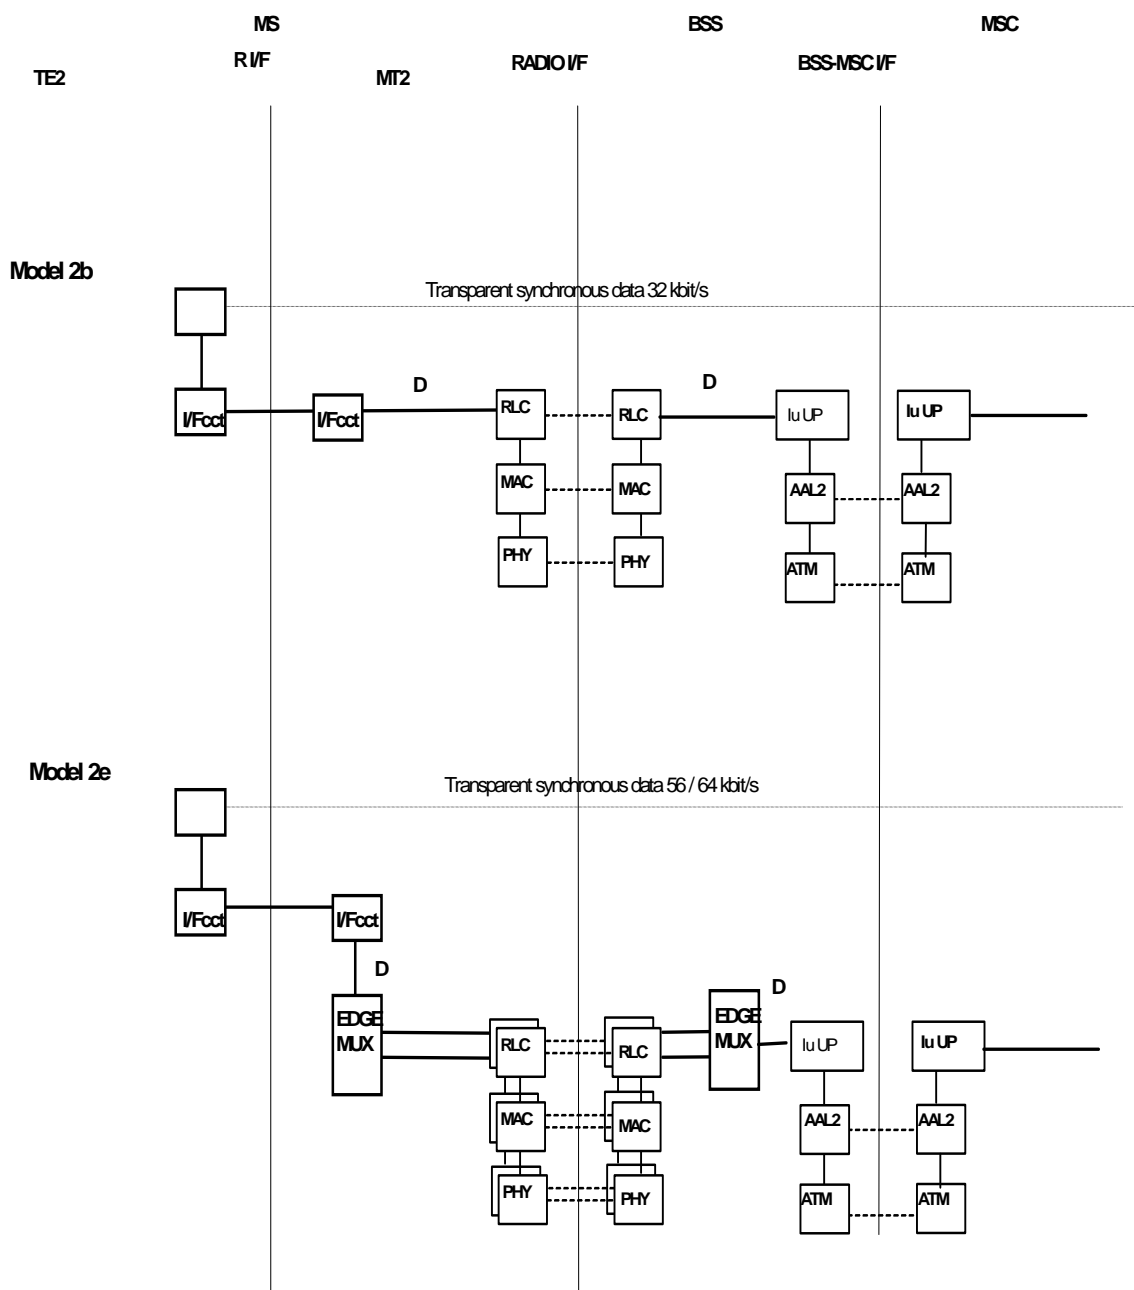 MS BSS MSC
R I/F RADIO I/F BSS-MSC I/F
TE2 MT2
Model 2b
Transparent synchronous data 32 kbit/s
D D
RLC RLC Iu UP Iu UP
I/Fcct I/Fcct
MAC MAC AAL2 AAL2
PHY PHY ATM ATM
Model 2e
Transparent synchronous data 56 / 64 kbit/s
I/Fcct I/Fcct
D D
EDGE EDGE
MUX MUX
RLC RLC Iu UP Iu UP
MAC MAC AAL2 AAL2
PHY PHY ATM ATM